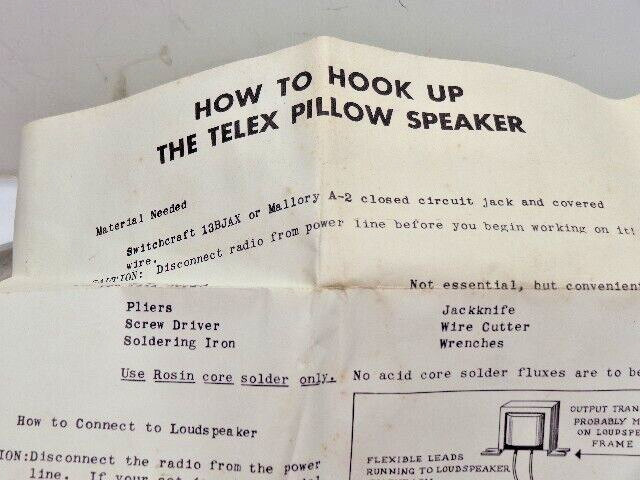 HOW TO HOOK UP
THE TELEX PILLOW SPEAKER
Material Needed
Switchcraft 13BJAX or Mallory A-2 closed circuit jack and covered
wire.
CAUTION: Disconnect radio from power line before you begin working on it!
Not essential, but convenient
Pliers
Jackknife
Screw Driver
Wire Cutter
Soldering Iron
Wrenches
Use Rosin core solder only. No acid core solder fluxes are to be
How to Connect to Loudspeaker
ION:Disconnect the radio from the power
line. If your
OUTPUT TRAN
PROBABLY M
ON LOUDSPE
FRAME
FLEXIBLE LEADS
RUNNING TO LOUDSPEAKER